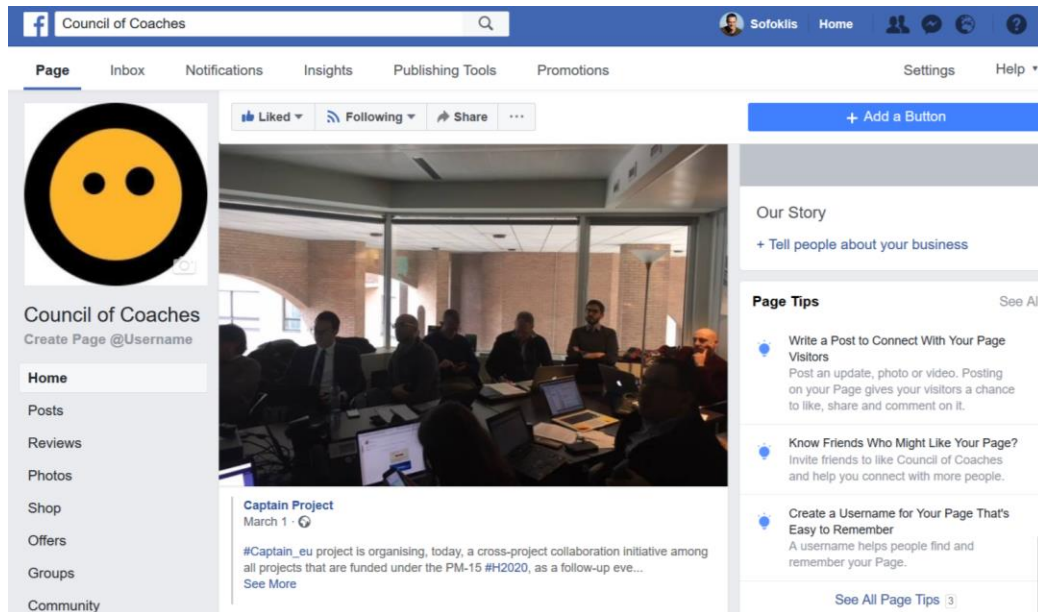 Council of Coaches
Sofoklis
Home
Page
Inbox
Notifications
Insights
Publishing Tools
Promotions
Settings
Help
Liked
Following
Share
+ Add a Button
Council of Coaches
Create Page @Username
Home
Posts
Reviews
Photos
Shop
Offers
Groups
Community
Captain Project
March 1 ·
#Captain_eu project is organising, today, a cross-project collaboration initiative among
all projects that are funded under the PM-15 #H2020, as a follow-up eve...
See More
Our Story
+ Tell people about your business
Page Tips
See Al
Write a Post to Connect With Your Page
Visitors
Post an update, photo or video. Posting
on your Page gives your visitors a chance
to like, share and comment on it.
Know Friends Who Might Like Your Page?
Invite friends to like Council of Coaches
and help you connect with more people.
Create a Username for Your Page That's
Easy to Remember
A username helps people find and
remember your Page.
See All Page Tips 3